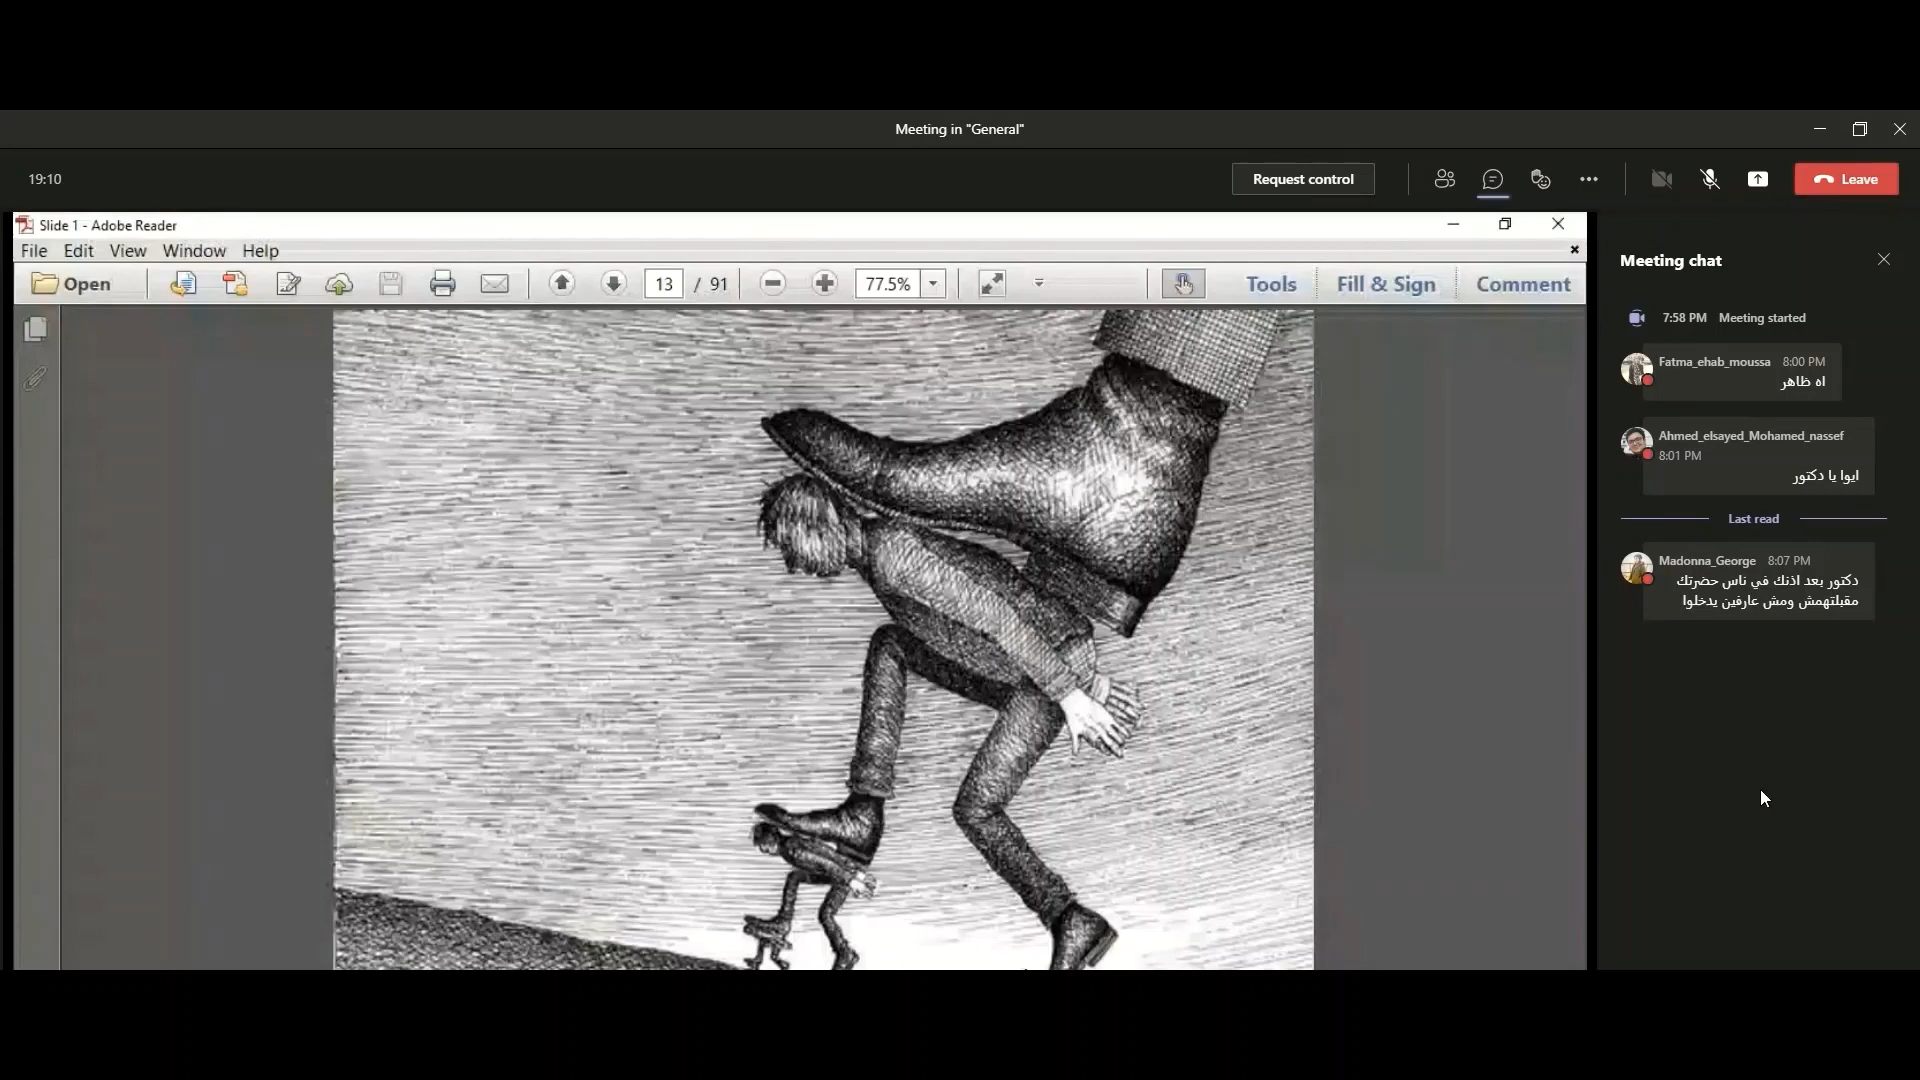 Meeting in "General"
19:10
Request control
Leave
Slide 1 - Adobe Reader
File Edit View Window Help
Open 13 / 91 77.5% Tools Fill & Sign Comment
Meeting chat
7:58 PM Meeting started
Fatma_ehab_moussa 8:00 PM
اه ظاهر
Ahmed_elsayed_Mohamed_nassef
8:01 PM
ايوا يا دكتور
Last read
Madonna_George 8:07 PM
دكتور بعد اذنك في ناس حضرتك
مقبلتهمش ومش عارفين يدخلوا